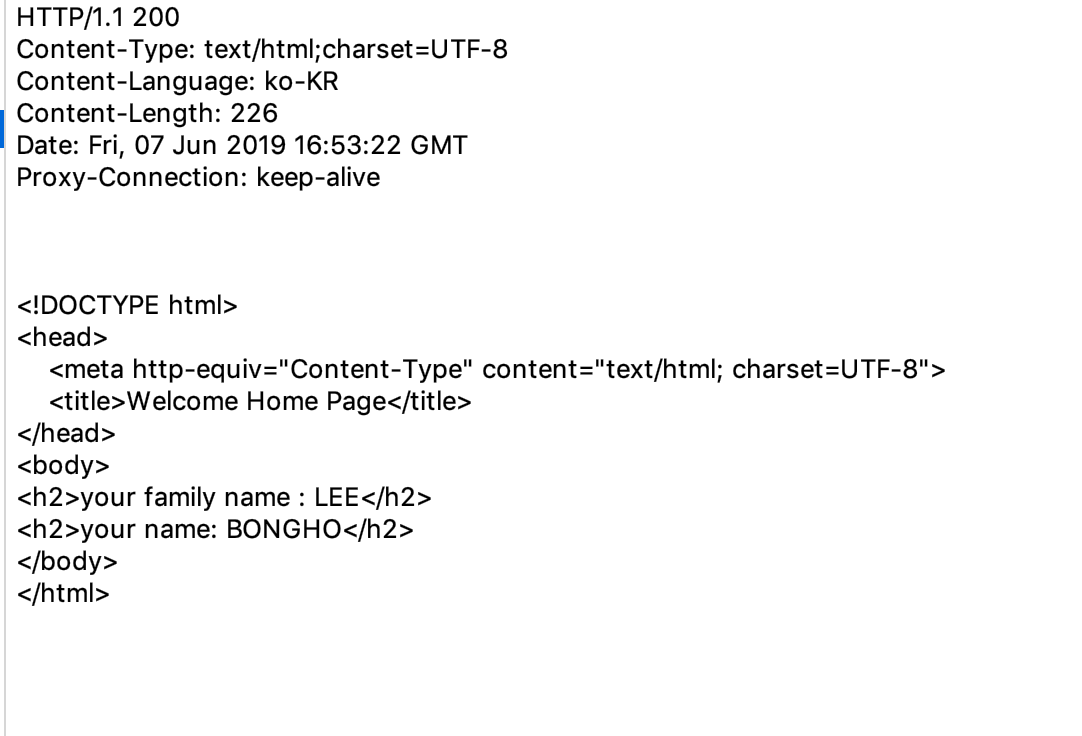 HTTP/1.1 200
Content-Type: text/html;charset=UTF-8
Content-Language: ko-KR
Content-Length: 226
Date: Fri, 07 Jun 2019 16:53:22 GMT
Proxy-Connection: keep-alive
<!DOCTYPE html>
<head>
    <meta http-equiv="Content-Type" content="text/html; charset=UTF-8">
    <title>Welcome Home Page</title>
</head>
<body>
<h2>your family name : LEE</h2>
<h2>your name: BONGHO</h2>
</body>
</html>